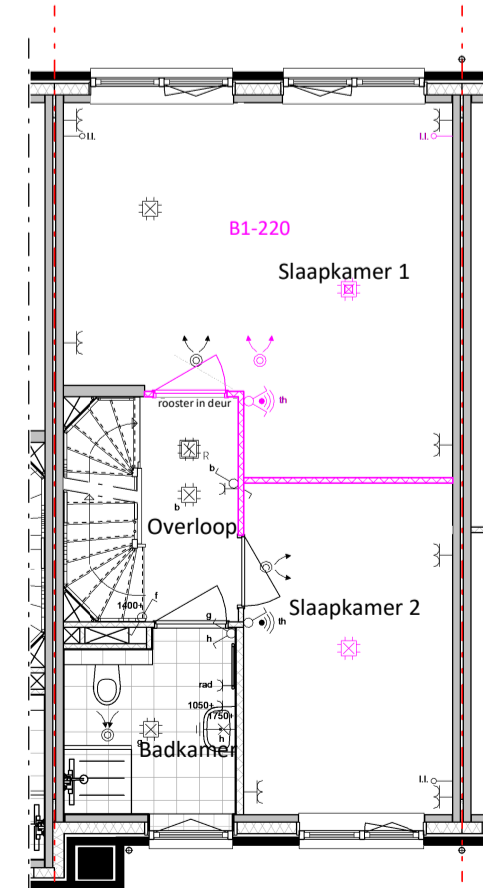 l.l.
l.l.
B1-220
Slaapkamer 1
rooster in deur
th
R
b
b
Overloop
f
1400+
Slaapkamer 2
g
th
h
rad
1050+
1750+
g
h
Badkamer
l.l.